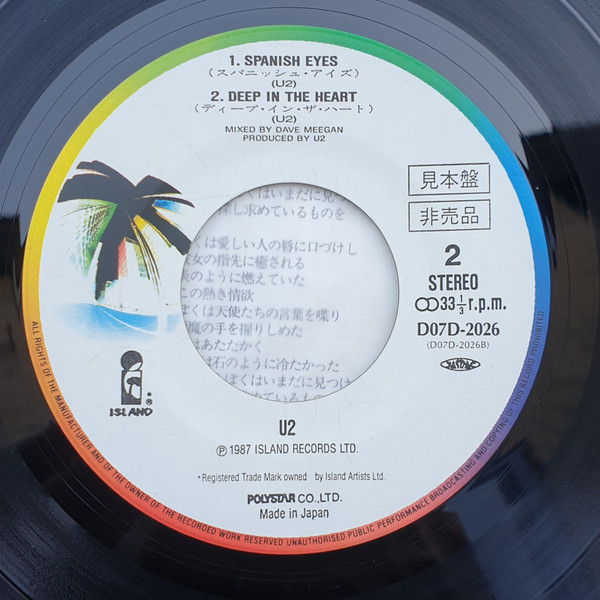 1. SPANISH EYES
(スパニッシュ・アイズ)
(U2)
2. DEEP IN THE HEART
(ディープ・イン・ザ・ハート)
(U2)
MIXED BY DAVE MEEGAN
PRODUCED BY U2
見本盤
非売品
2
STEREO
33 1/3 r.p.m.
D07D-2026
(D07D-2026B)
JASRAC
ISLAND
®
はいまだに見つ
し求めているものを
くは愛しい人の唇に口づけし
女の指先に癒される
のように燃えていた
この熱き情欲
ぼくは天使たちの言葉を喋り
魔の手を握りしめた
はあたたかく
は石のように冷たかった
ぼくはいまだに見つけ
ているもの
U2
Ⓟ 1987 ISLAND RECORDS LTD.
•Registered Trade Mark owned by Island Artists Ltd.
POLYSTAR CO., LTD.
Made in Japan
ALL RIGHTS OF THE MANUFACTURER AND OF THE OWNER OF THE RECORDED WORK RESERVED UNAUTHORISED PUBLIC PERFORMANCE BROADCASTING AND COPYING OF THIS RECORD PROHIBITED